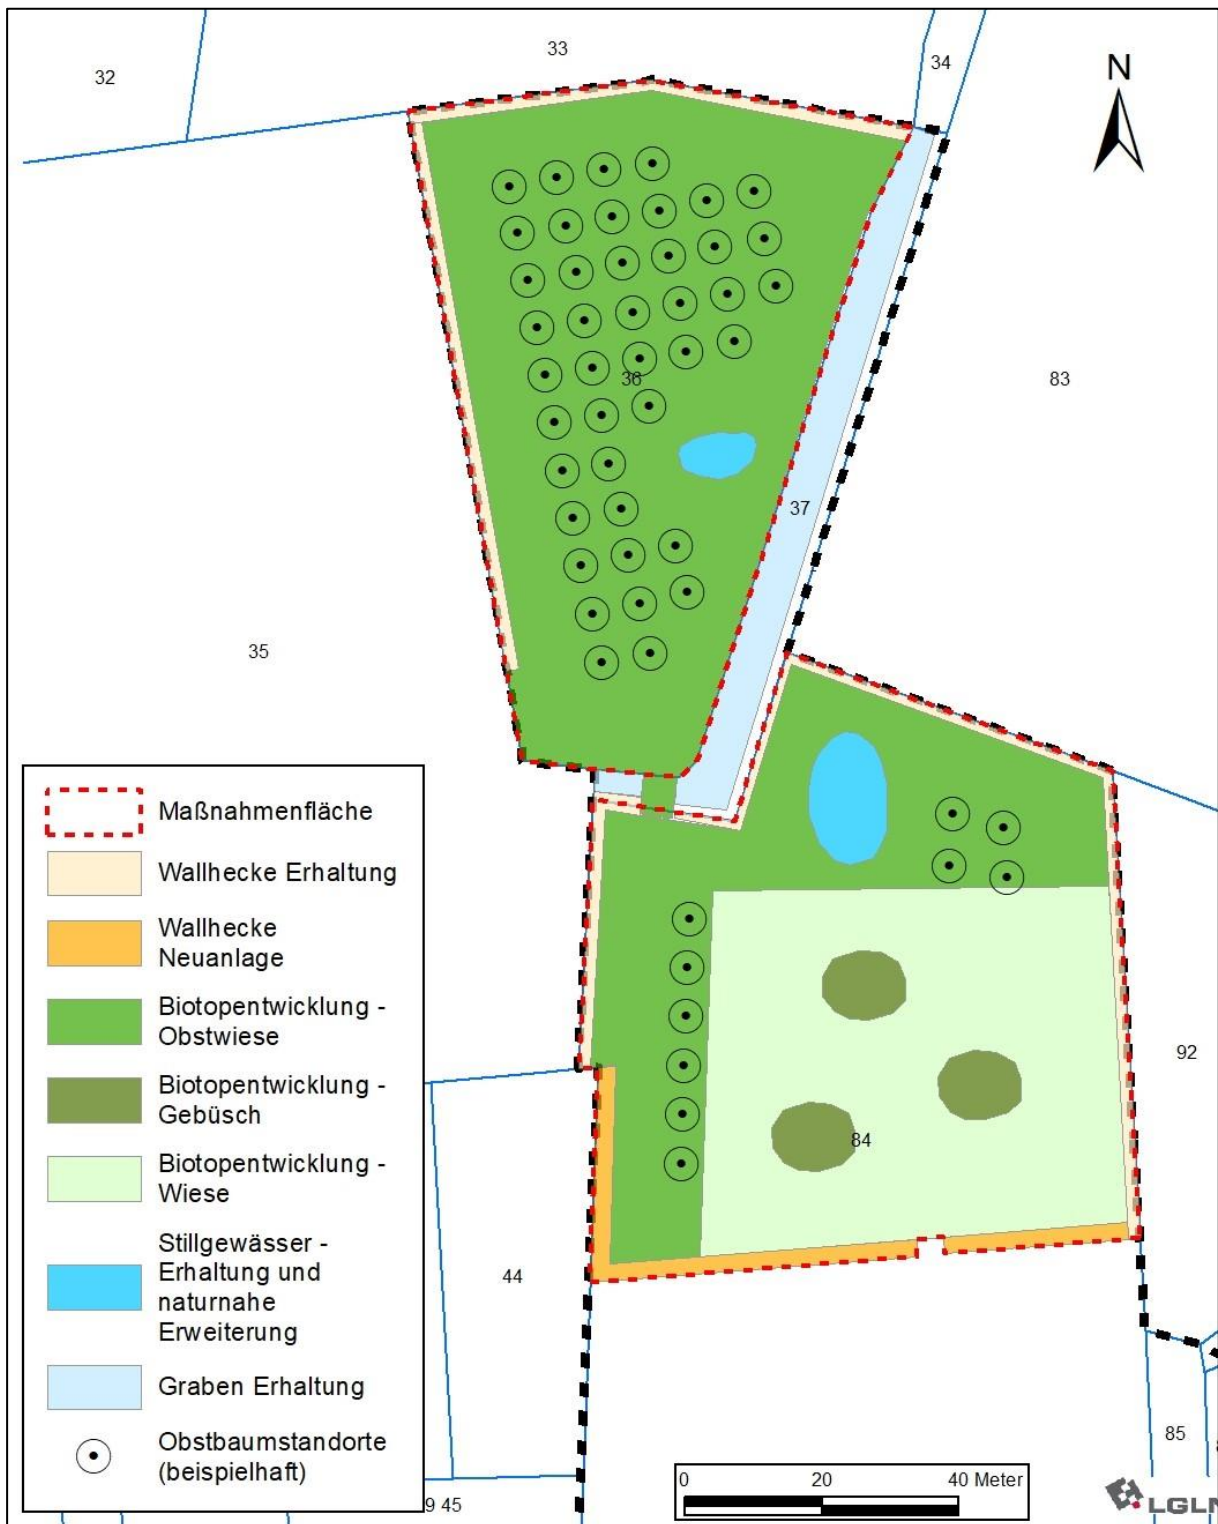 33
32
34
N
36
83
37
35
Maßnahmenfläche
Wallhecke Erhaltung
Wallhecke
Neuanlage
Biotopentwicklung -
Obstwiese
Biotopentwicklung -
Gebüsch
Biotopentwicklung -
Wiese
Stillgewässer -
Erhaltung und
naturnahe
Erweiterung
Graben Erhaltung
Obstbaumstandorte
(beispielhaft)
92
84
44
85
0 20 40 Meter
9 45
LGLN